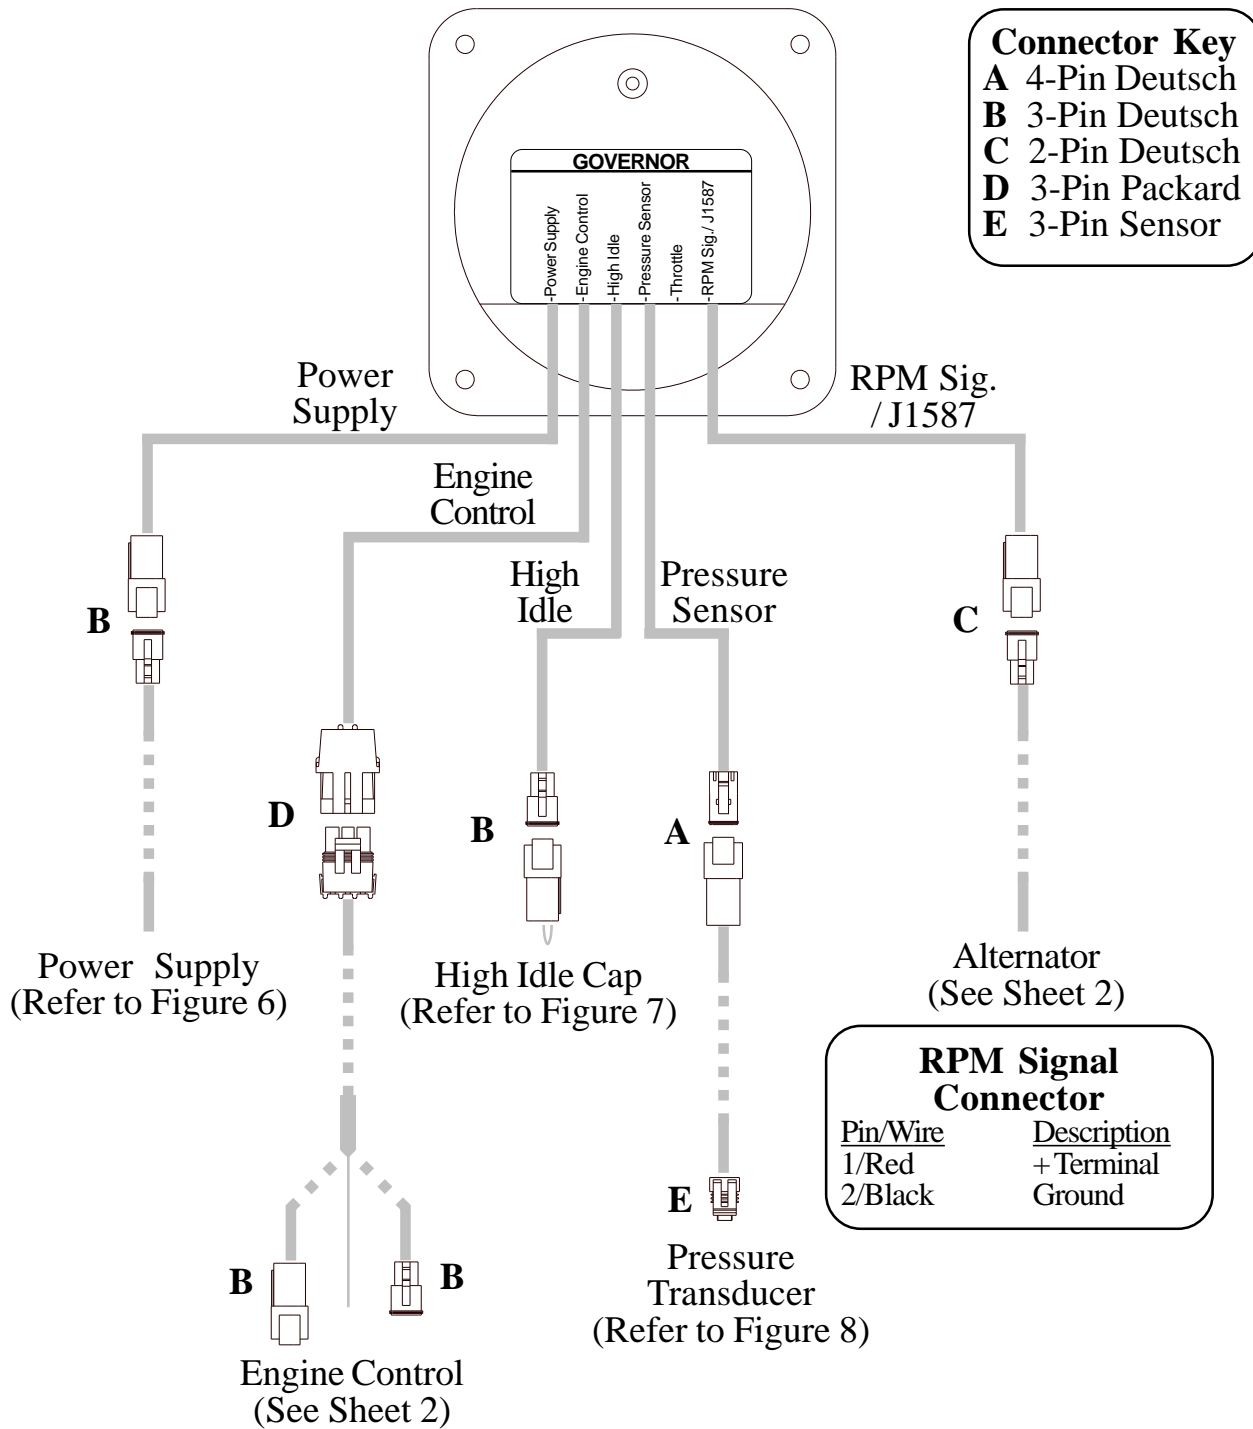 Connector Key
A 4-Pin Deutsch
B 3-Pin Deutsch
C 2-Pin Deutsch
D 3-Pin Packard
E 3-Pin Sensor
GOVERNOR
-Power Supply
-Engine Control
-High Idle
-Pressure Sensor
-Throttle
-RPM Sig./ J1587
Power
Supply
RPM Sig.
/ J1587
Engine
Control
High
Idle
Pressure
Sensor
B
C
D
B
A
Power Supply
(Refer to Figure 6)
High Idle Cap
(Refer to Figure 7)
Alternator
(See Sheet 2)
RPM Signal
Connector
Pin/Wire Description
1/Red + Terminal
2/Black Ground
E
Pressure
Transducer
(Refer to Figure 8)
B
B
Engine Control
(See Sheet 2)